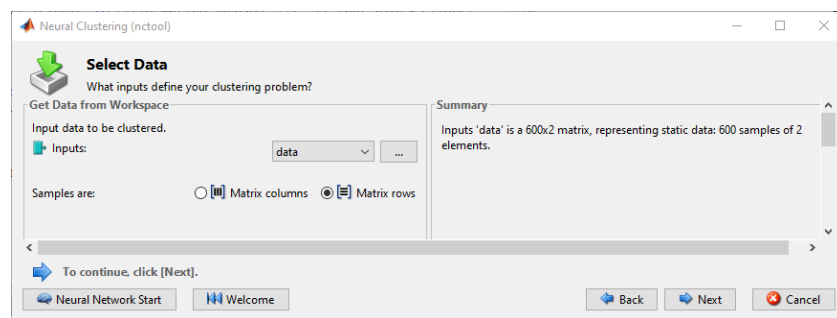 Neural Clustering (nctool)
Select Data
What inputs define your clustering problem?
Get Data from Workspace
Input data to be clustered.
Inputs:
data
...
Samples are:
Matrix columns
Matrix rows
Summary
Inputs 'data' is a 600x2 matrix, representing static data: 600 samples of 2
elements.
To continue, click [Next].
Neural Network Start
Welcome
Back
Next
Cancel